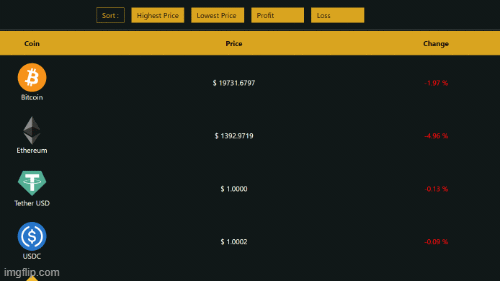 Sort : Highest Price Lowest Price Profit Loss
Coin Price Change
Bitcoin $ 19731.6797 -1.97 %
Ethereum $ 1392.9719 -4.96 %
Tether USD $ 1.0000 -0.13 %
USDC $ 1.0002 -0.09 %
imgflip.com